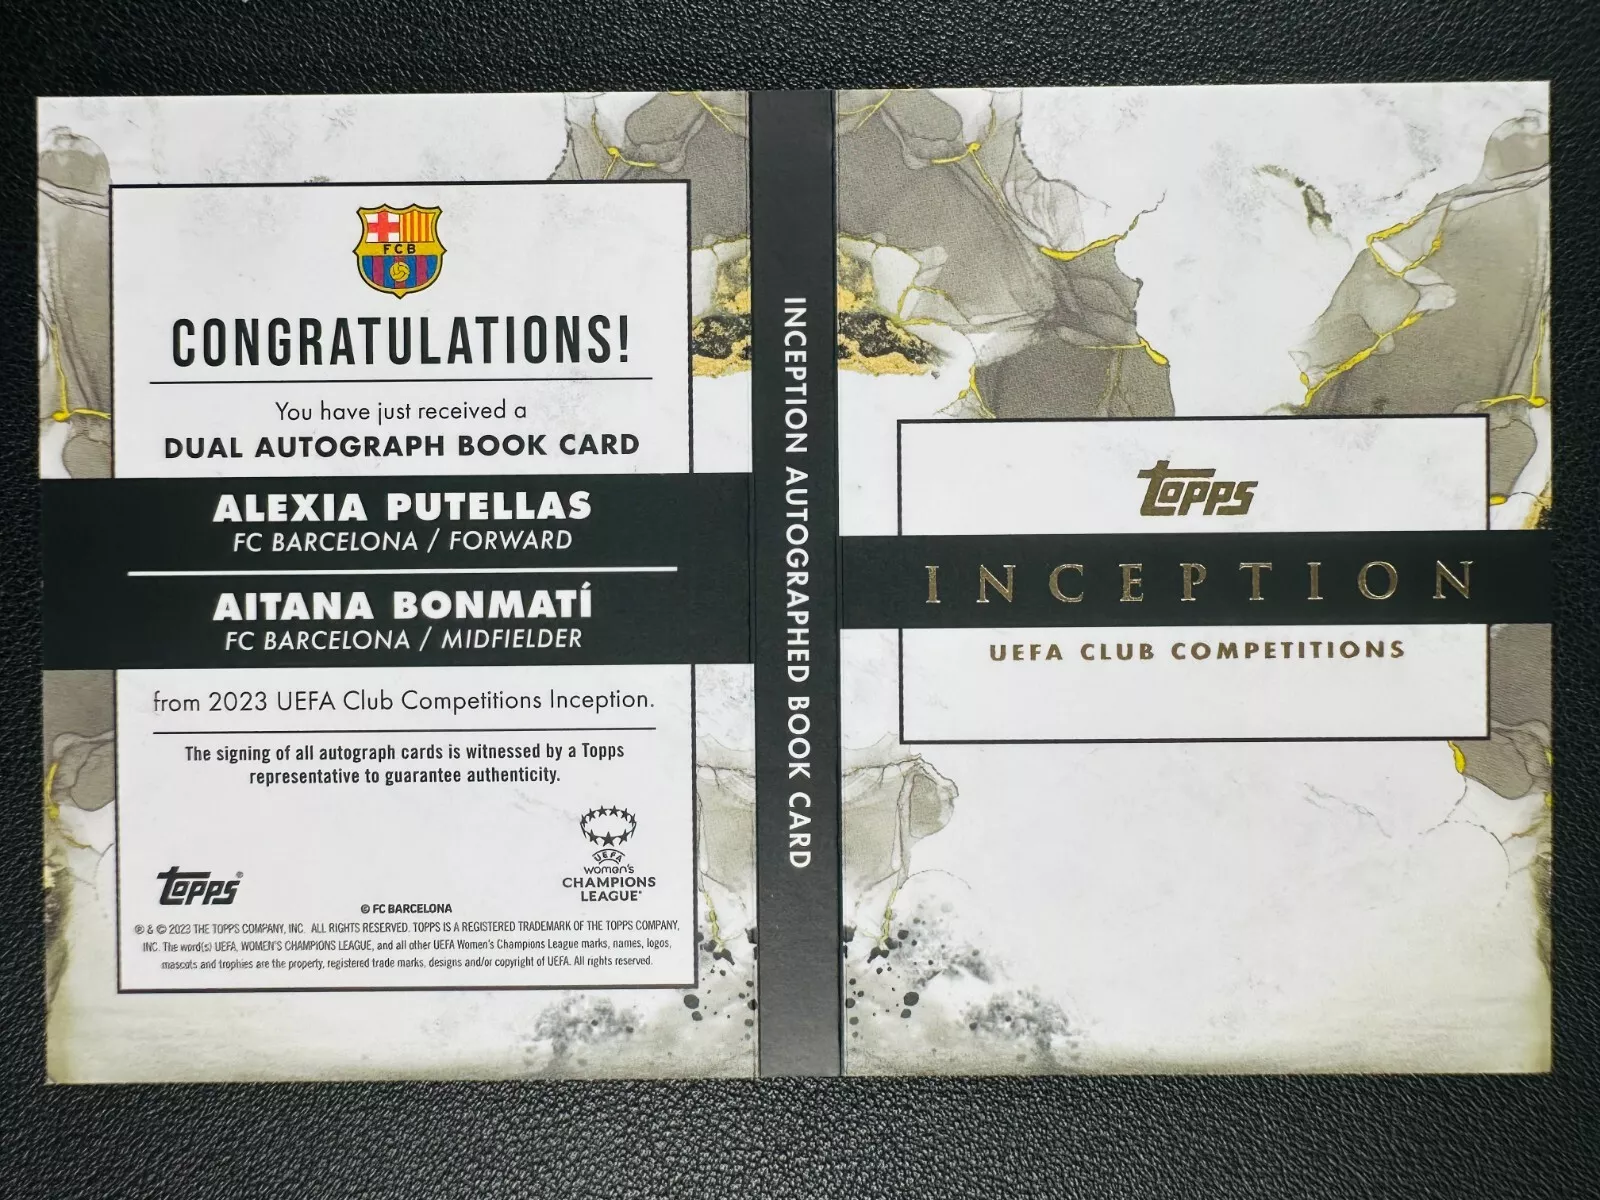 FCB
CONGRATULATIONS!
You have just received a
DUAL AUTOGRAPH BOOK CARD
ALEXIA PUTELLAS
FC BARCELONA / FORWARD
AITANA BONMATÍ
FC BARCELONA / MIDFIELDER
from 2023 UEFA Club Competitions Inception.
The signing of all autograph cards is witnessed by a Topps
representative to guarantee authenticity.
topps®
UEFA
women's
CHAMPIONS
LEAGUE
© FC BARCELONA
® & © 2023 THE TOPPS COMPANY, INC. ALL RIGHTS RESERVED. TOPPS IS A REGISTERED TRADEMARK OF THE TOPPS COMPANY,
INC. The word(s) UEFA, WOMEN'S CHAMPIONS LEAGUE, and all other UEFA Women's Champions League marks, names, logos,
mascots and trophies are the property, registered trade marks, designs and/or copyright of UEFA. All rights reserved.
INCEPTION AUTOGRAPHED BOOK CARD
topps
INCEPTION
UEFA CLUB COMPETITIONS